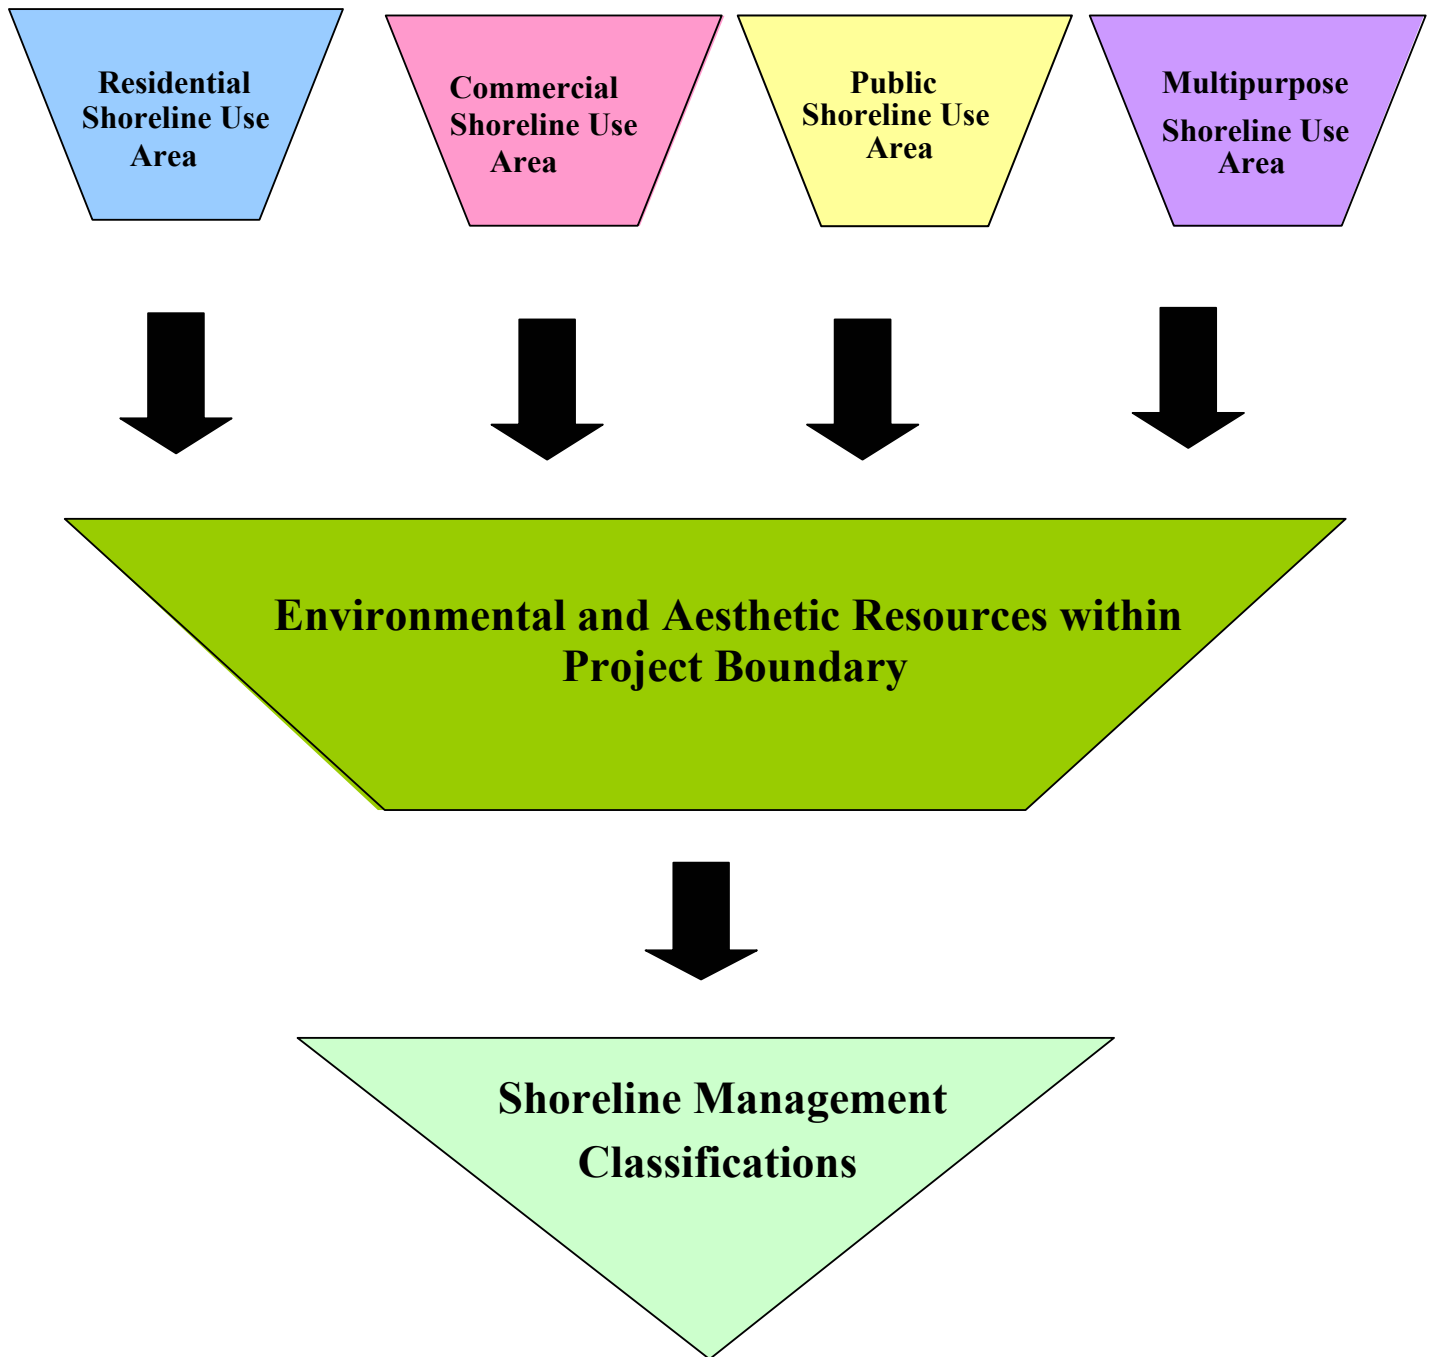 Residential
Shoreline Use
Area
Commercial
Shoreline Use
Area
Public
Shoreline Use
Area
Multipurpose
Shoreline Use
Area
Environmental and Aesthetic Resources within
Project Boundary
Shoreline Management
Classifications